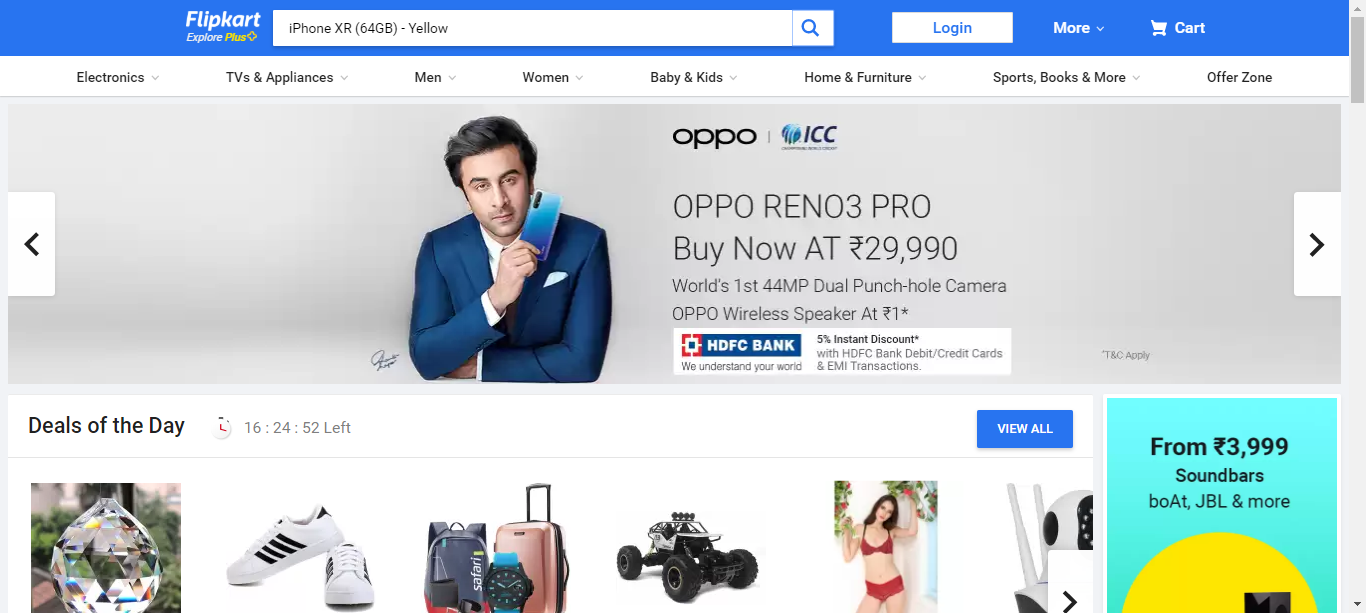 Flipkart
Explore Plus
iPhone XR (64GB) - Yellow
Login
More
Cart
Electronics
TVs & Appliances
Men
Women
Baby & Kids
Home & Furniture
Sports, Books & More
Offer Zone
oppo | ICC
OPPO RENO3 PRO
Buy Now AT ₹29,990
World's 1st 44MP Dual Punch-hole Camera
OPPO Wireless Speaker At ₹1*
HDFC BANK
We understand your world
5% Instant Discount*
with HDFC Bank Debit/Credit Cards
& EMI Transactions.
*T&C Apply
Deals of the Day
16 : 24 : 52 Left
VIEW ALL
safari
From ₹3,999
Soundbars
boAt, JBL & more